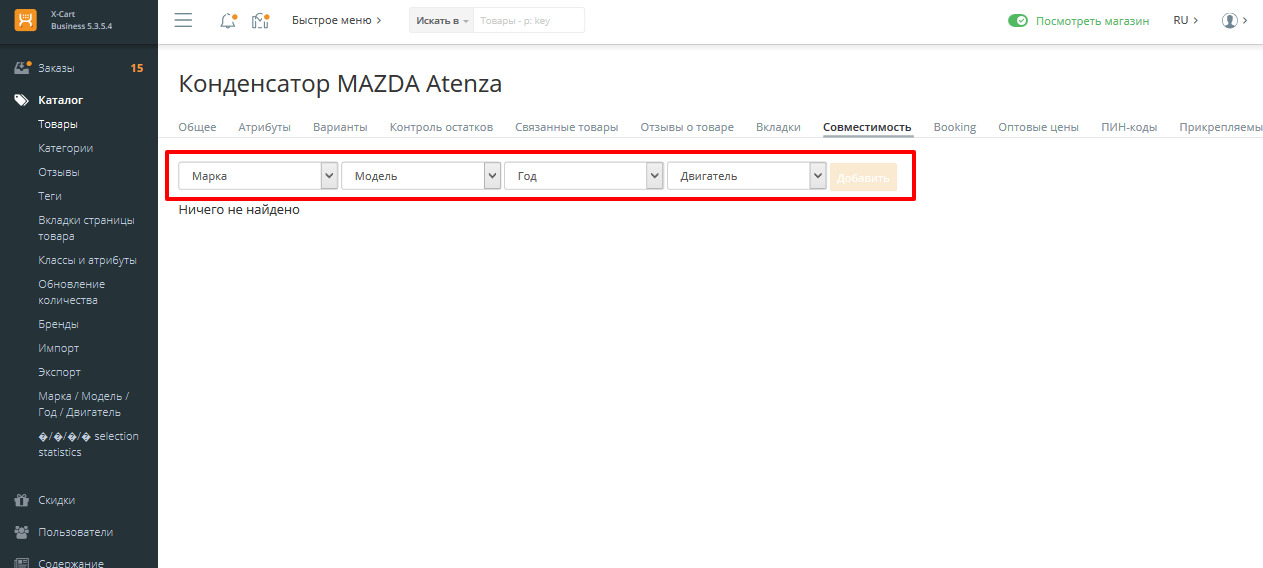 X-Cart
Business 5.3.5.4
Быстрое меню
Искать в
Товары - p: key
Посмотреть магазин
RU
Заказы 15
Каталог
Товары
Категории
Отзывы
Теги
Вкладки страницы
товара
Классы и атрибуты
Обновление
количества
Бренды
Импорт
Экспорт
Марка / Модель /
Год / Двигатель
�/�/�/� selection
statistics
Скидки
Пользователи
Содержание
Конденсатор MAZDA Atenza
Общее Атрибуты Варианты Контроль остатков Связанные товары Отзывы о товаре Вкладки Совместимость Booking Оптовые цены ПИН-коды Прикрепляемы
Марка Модель Год Двигатель Добавить
Ничего не найдено